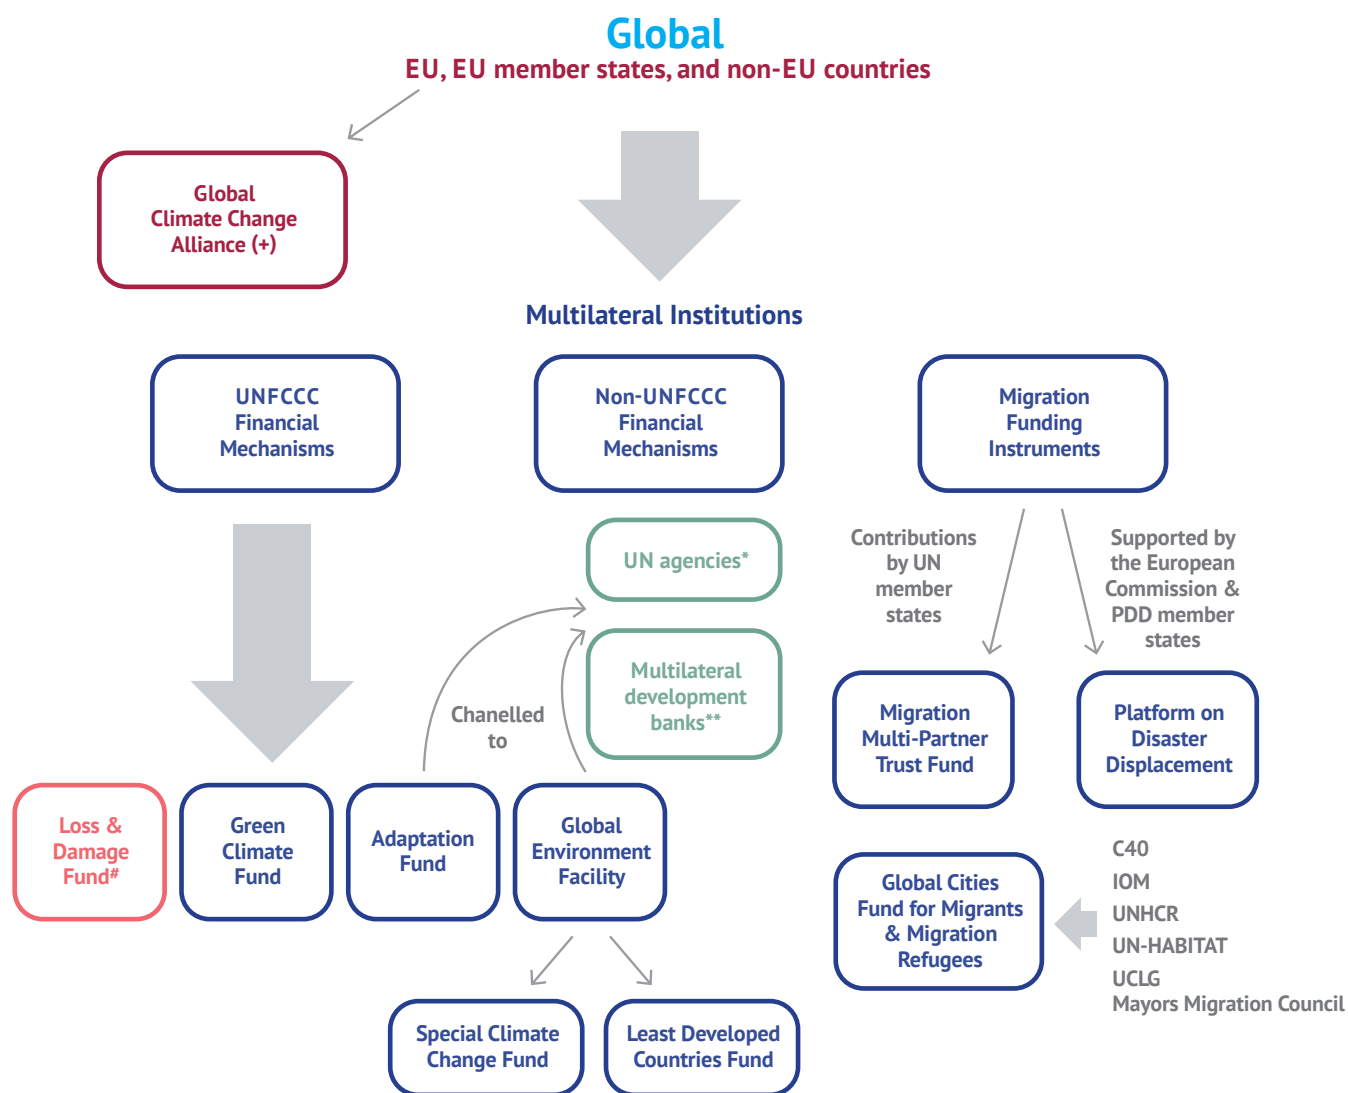 Global
EU, EU member states, and non-EU countries
Global
Climate Change
Alliance (+)
Multilateral Institutions
UNFCCC
Financial
Mechanisms
Non-UNFCCC
Financial
Mechanisms
Migration
Funding
Instruments
UN agencies*
Multilateral
development
banks**
Chanelled
to
Contributions
by UN
member
states
Supported by
the European
Commission &
PDD member
states
Migration
Multi-Partner
Trust Fund
Platform on
Disaster
Displacement
Loss &
Damage
Fund#
Green
Climate
Fund
Adaptation
Fund
Global
Environment
Facility
Global Cities
Fund for Migrants
& Migration
Refugees
C40
IOM
UNHCR
UN-HABITAT
UCLG
Mayors Migration Council
Special Climate
Change Fund
Least Developed
Countries Fund